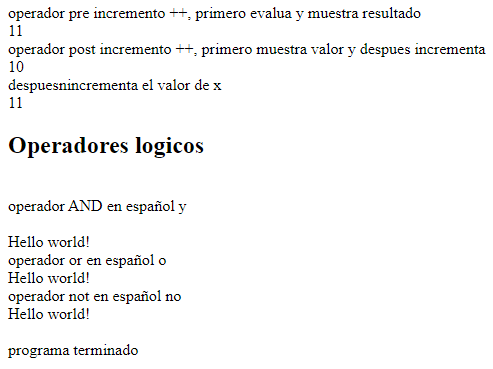 operador pre incremento ++, primero evalua y muestra resultado
11
operador post incremento ++, primero muestra valor y despues incrementa
10
despuesnincrementa el valor de x
11
Operadores logicos
operador AND en español y
Hello world!
operador or en español o
Hello world!
operador not en español no
Hello world!
programa terminado